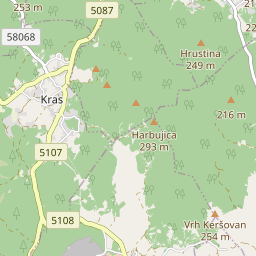 253 m
5087
58068
Hrustina
249 m
Kras
216 m
Harbujica
293 m
5107
5108
Vrh Keršovan
254 m